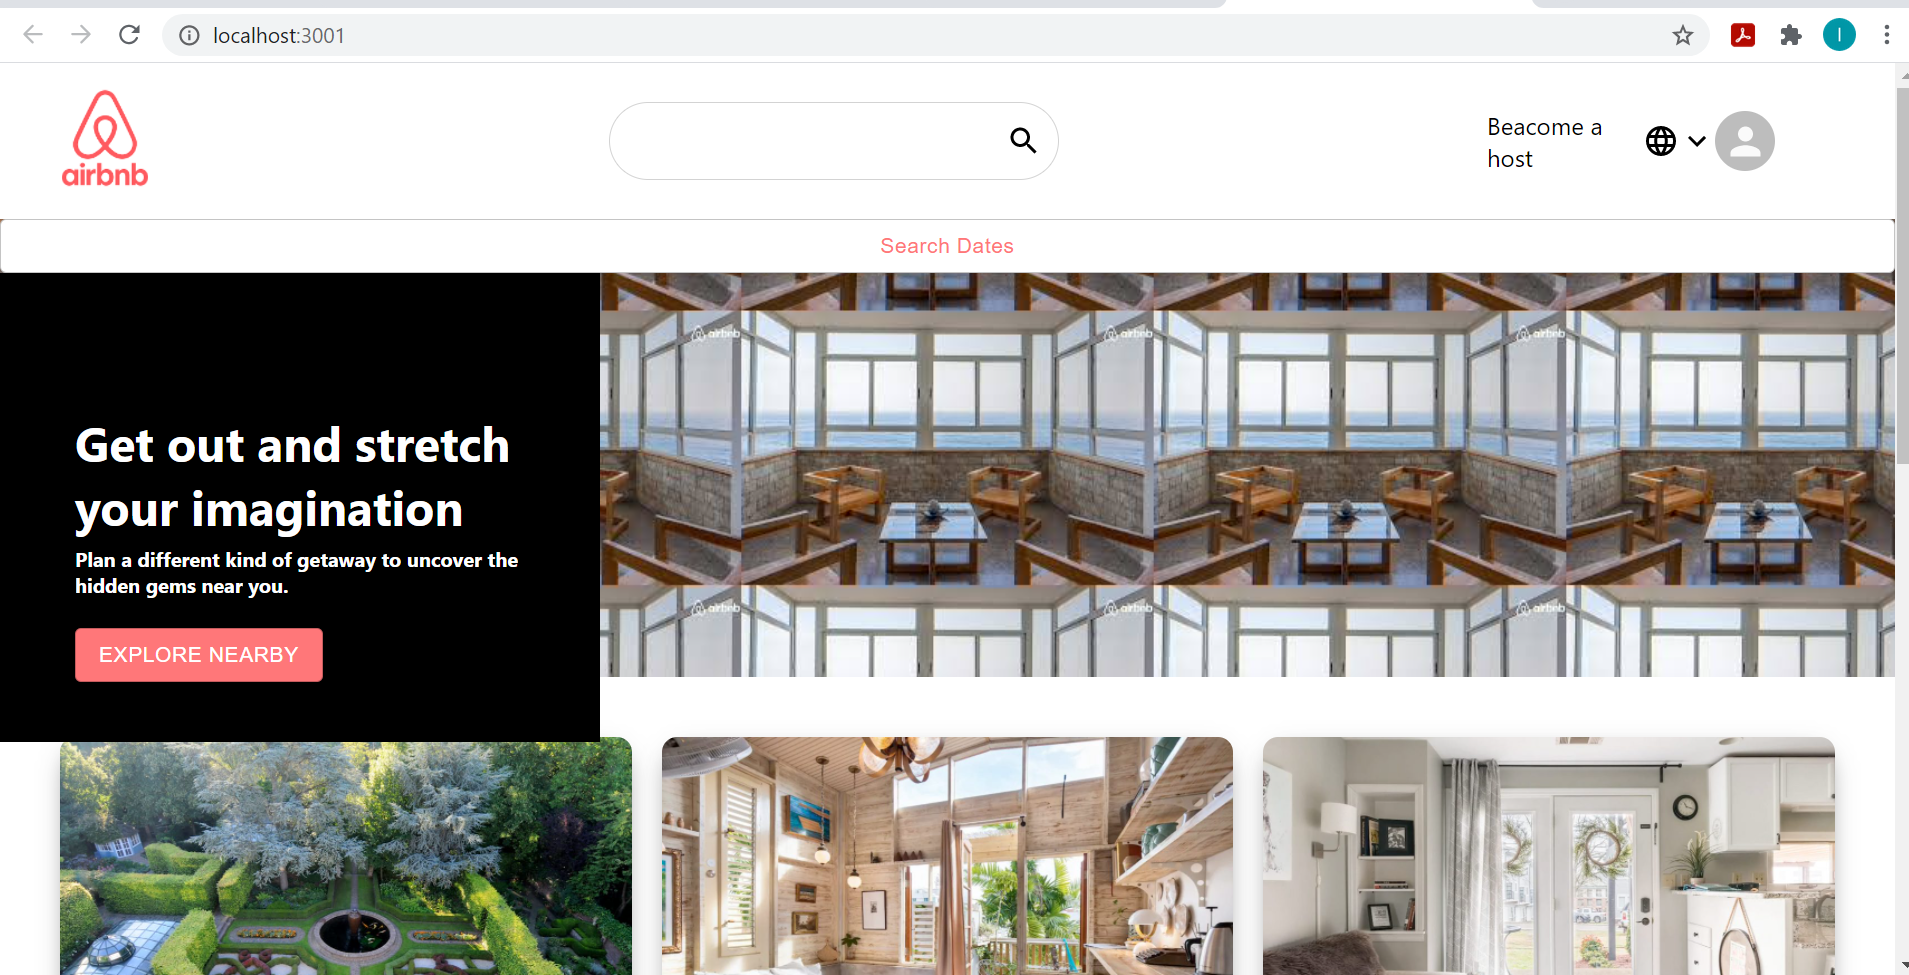 localhost:3001
I
airbnb
Beacome a
host
Search Dates
airbnb airbnb airbnb
Get out and stretch
your imagination
Plan a different kind of getaway to uncover the
hidden gems near you.
airbnb airbnb airbnb
EXPLORE NEARBY